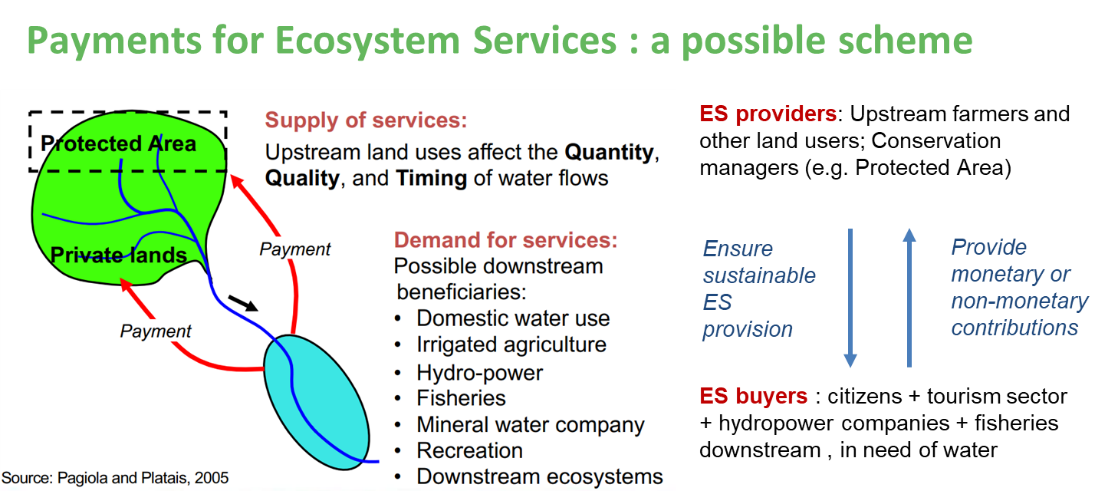 Payments for Ecosystem Services : a possible scheme
Protected Area
Private lands
Payment
Payment
Supply of services:
Upstream land uses affect the Quantity,
Quality, and Timing of water flows
Demand for services:
Possible downstream
beneficiaries:
• Domestic water use
• Irrigated agriculture
• Hydro-power
• Fisheries
• Mineral water company
• Recreation
• Downstream ecosystems
Source: Pagiola and Platais, 2005
ES providers: Upstream farmers and
other land users; Conservation
managers (e.g. Protected Area)
Ensure
sustainable
ES
provision
Provide
monetary or
non-monetary
contributions
ES buyers : citizens + tourism sector
+ hydropower companies + fisheries
downstream , in need of water